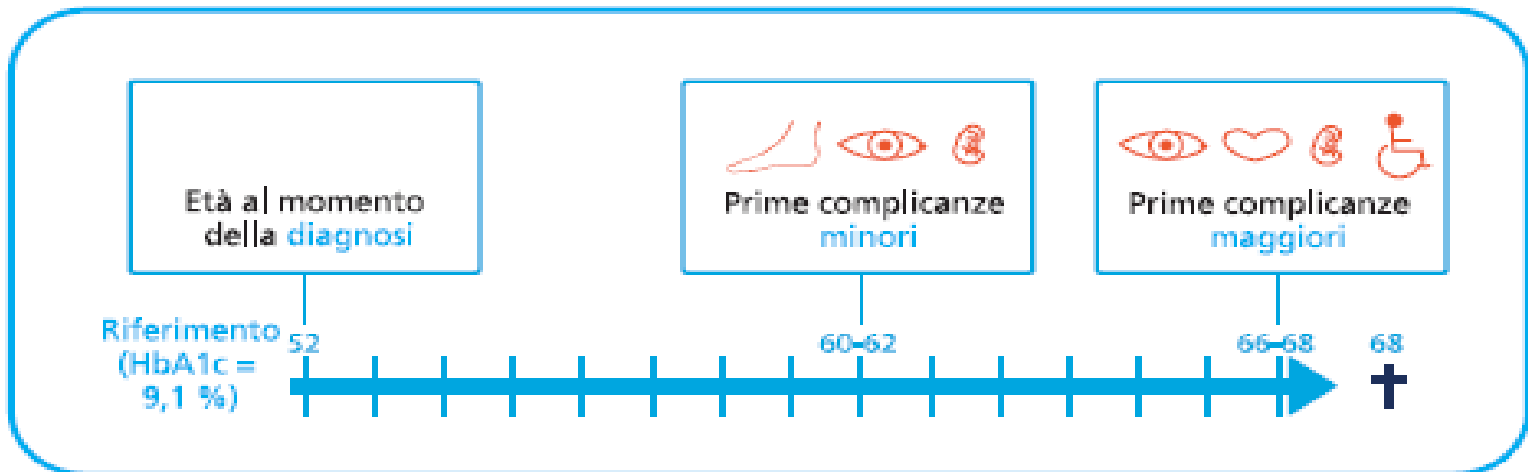 Età al momento
della diagnosi
Prime complicanze
minori
Prime complicanze
maggiori
Riferimento
(HbA1c =
9,1 %)
52
60-62
66-68
68